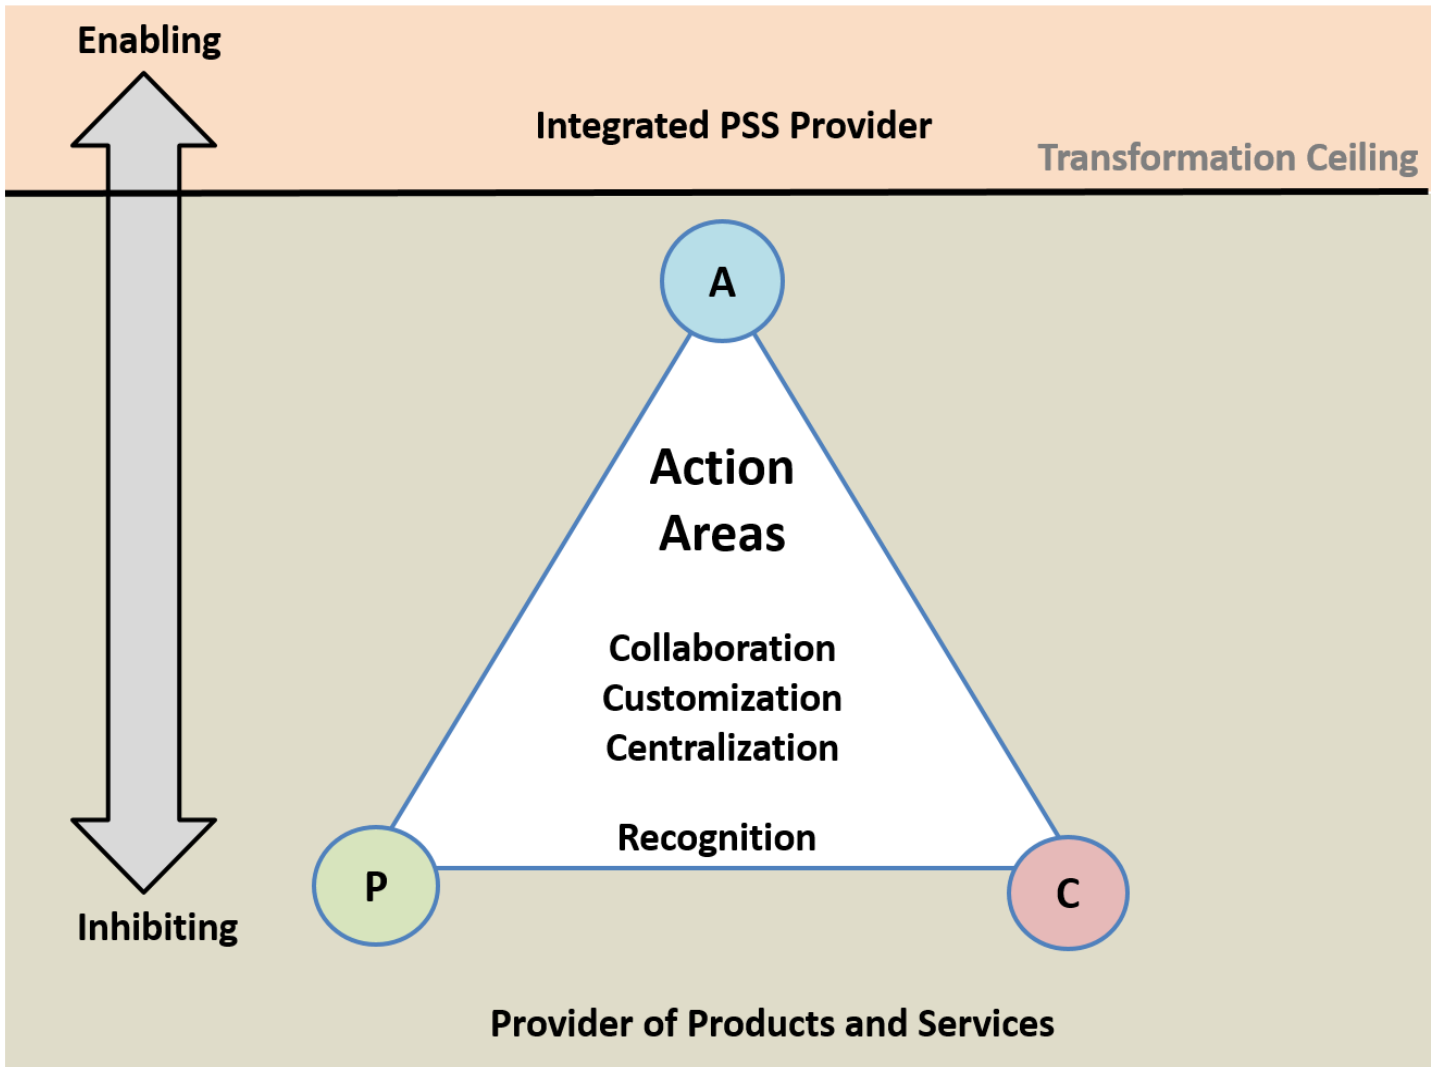 Enabling
Integrated PSS Provider
Transformation Ceiling
A
Action
Areas
Collaboration
Customization
Centralization
Recognition
P
C
Inhibiting
Provider of Products and Services